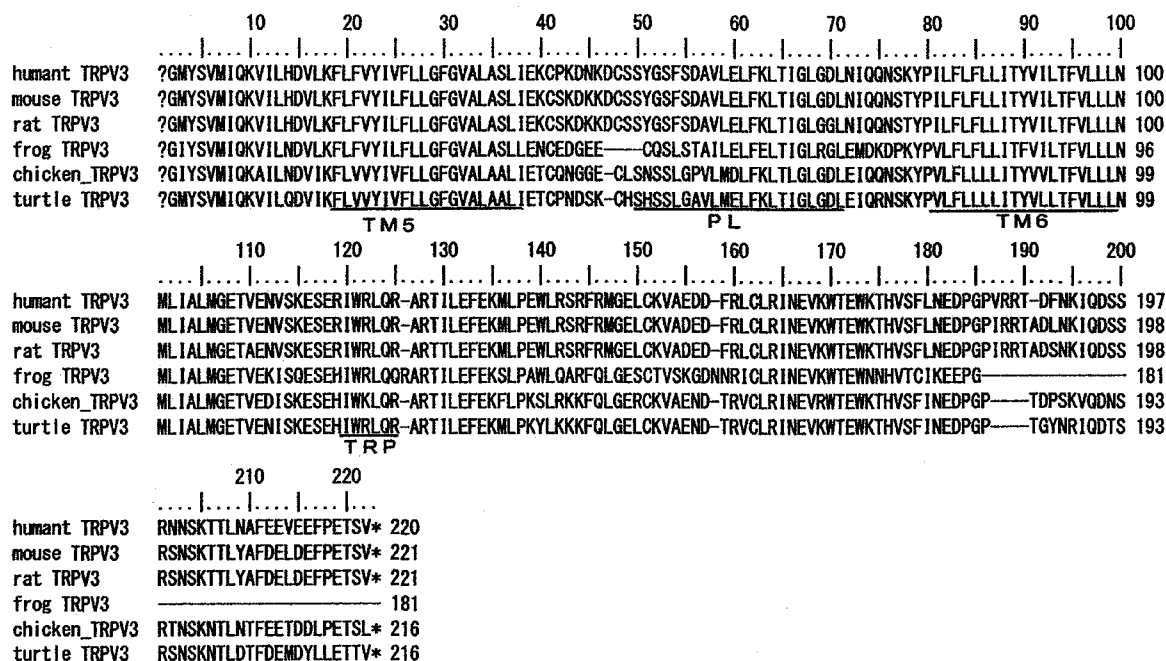 10 20 30 40 50 60 70 80 90 100
....|....|....|....|....|....|....|....|....|....|....|....|....|....|....|....|....|....|....|....|
humant TRPV3 ?GMYSVMIQKVILHDVLKFLFVYIVFLLGFGVALASLIEKCPKDNKDCSSYGSFSDAVLELFKLTIGLGDLNIQQNSKYPILFLFLLITYVILTFVLLLN 100
mouse TRPV3 ?GMYSVMIQKVILHDVLKFLFVYILFLLGFGVALASLIEKCSKDKKDCSSYGSFSDAVLELFKLTIGLGDLNIQQNSTYPILFLFLLITYVILTFVLLLN 100
rat TRPV3 ?GMYSVMIQKVILHDVLKFLFVYILFLLGFGVALASLIEKCSKDKKDCSSYGSFSDAVLELFKLTIGLGGLNIQQNSTYPILFLFLLITYVILTFVLLLN 100
frog TRPV3 ?GIYSVMIQKVILNDVLKFLFVYIVFLLGFGVALASLLENCEDGEE----CQSLSTAILELFELTIGLRGLEMDKDPKYPVLFLFLLITFVVLTFVLLLN 96
chicken_TRPV3 ?GIYSVMIQKAILNDVIKFLVVYIVFLLGFGVALAALIETCQNGGE-CLSNSSLGPVLMDLFKLTLGLGDLEIQQNSKYPVLFLLLLITYVVLTFVLLLN 99
turtle TRPV3 ?GMYSVMIQKVILQDVIKFLVVYIVFLLGFGVALAALIETCPNDSK-CHSHSSLGAVLMELFKLTIGLGDLEIQRNSKYPVLFLLLLITYMVLLTFVLLLN 99
TM5 PL TM6
110 120 130 140 150 160 170 180 190 200
....|....|....|....|....|....|....|....|....|....|....|....|....|....|....|....|....|....|....|....|
humant TRPV3 MLIALMGETVENVSKESERIWRLQR-ARTILEFEKMLPEWLRSRFRMGELCKVAEDD-FRLCLRINEVKWTEWKTHVSFLNEDPGPVRRT-DFNKIQDSS 197
mouse TRPV3 MLIALMGETVENVSKESERIWRLQR-ARTILEFEKMLPEWLRSRFRMGELCKVADED-FRLCLRINEVKWTEWKTHVSFLNEDPGPIRRTADLNKIQDSS 198
rat TRPV3 MLIALMGETAENVSKESERIWRLQR-ARTTLEFEKMLPEWLRSRFRMGELCKVADED-FRLCLRINEVKWTEWKTHVSFLNEDPGPIRRTADSNKIQDSS 198
frog TRPV3 MLIALMGETVEKISQESEHIWKLQQRARTILEFEKSLPAWLQARFQLGESCTVSKGDNNRICLRINEVKWTEWNNHVTCIKEEPG--------------- 181
chicken_TRPV3 MLIALMGETVEDISKESEHIWKLQR-ARTILEFEKFLPKSLRKKFQLGERCKVAEND-TRVCLRINEVRWTEWKTHVSFINEDPGP----TDPSKVQDNS 193
turtle TRPV3 MLIALMGETVENISKESEHIWRLQR-ARTILEFEKMLPKYLKKKFQLGELCKVAEND-TRVCLRINEVKWTEWKTHVSFINEDPGP----TGYNRIQDTS 193
TRP
210 220
....|....|....|....|...
humant TRPV3 RNNSKTTLNAFEEVEEFPETSV* 220
mouse TRPV3 RSNSKTTLYAFDELDEFPETSV* 221
rat TRPV3 RSNSKTTLYAFDELDEFPETSV* 221
frog TRPV3 ----------------------- 181
chicken_TRPV3 RTNSKNTLNTFEETDDLPETSL* 216
turtle TRPV3 RSNSKNTLDTFDEMDYLLETTV* 216